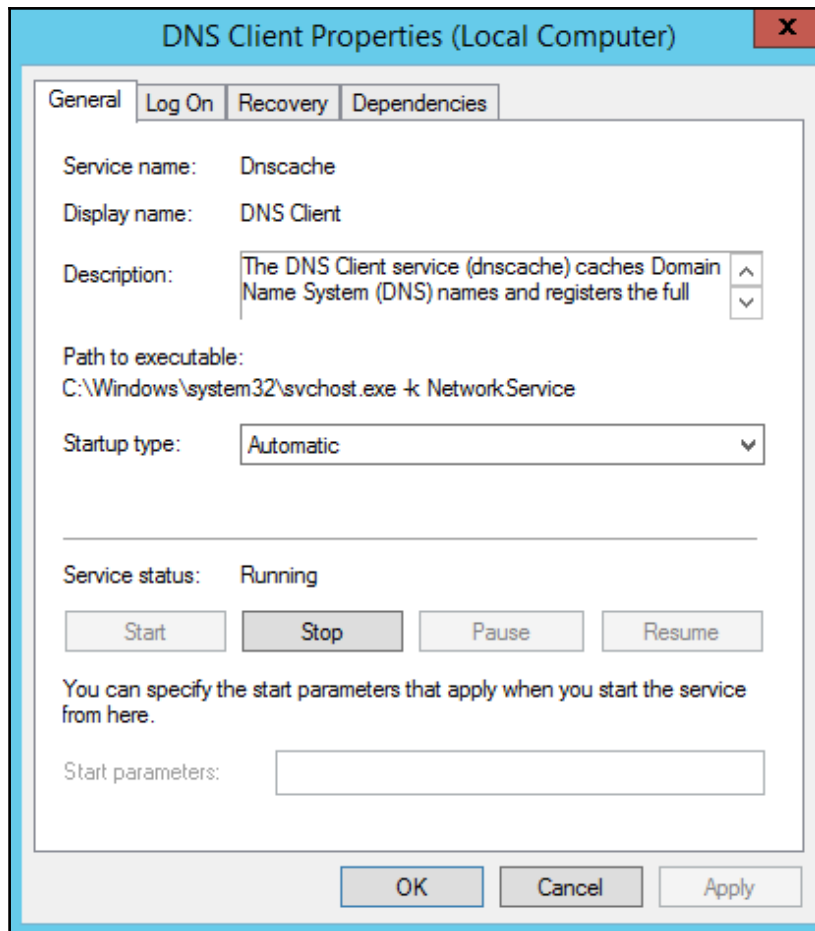 DNS Client Properties (Local Computer)
x
General Log On Recovery Dependencies
Service name: Dnscache
Display name: DNS Client
Description: The DNS Client service (dnscache) caches Domain
Name System (DNS) names and registers the full
Path to executable:
C:\Windows\system32\svchost.exe -k NetworkService
Startup type: Automatic
Service status: Running
Start Stop Pause Resume
You can specify the start parameters that apply when you start the service
from here.
Start parameters:
OK Cancel Apply